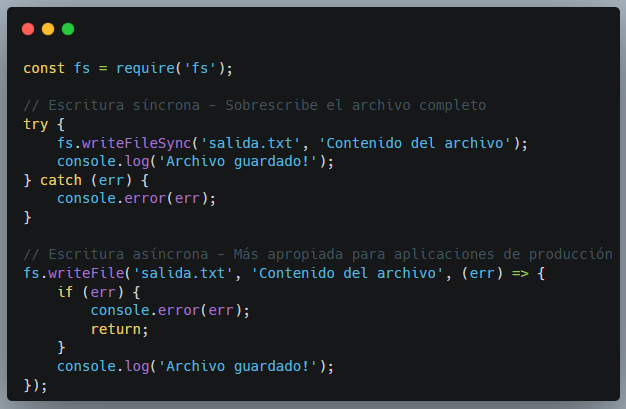 const fs = require('fs');

// Escritura síncrona - Sobrescribe el archivo completo
try {
    fs.writeFileSync('salida.txt', 'Contenido del archivo');
    console.log('Archivo guardado!');
} catch (err) {
    console.error(err);
}

// Escritura asíncrona - Más apropiada para aplicaciones de producción
fs.writeFile('salida.txt', 'Contenido del archivo', (err) => {
    if (err) {
        console.error(err);
        return;
    }
    console.log('Archivo guardado!');
});